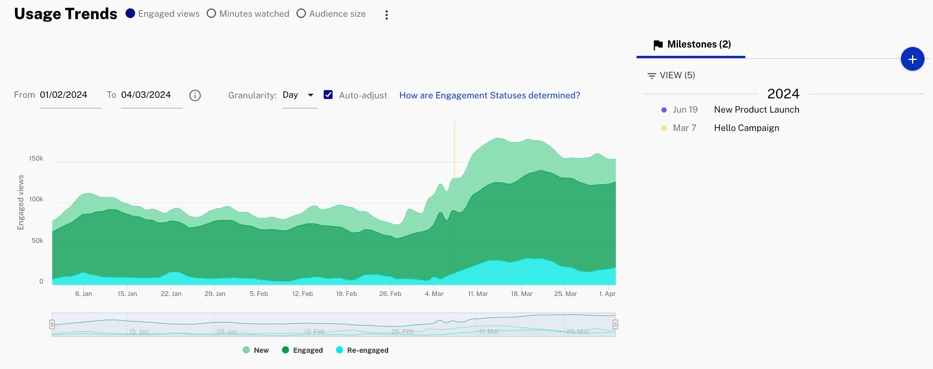 Usage Trends Engaged views Minutes watched Audience size
Milestones (2)
VIEW (5)
From 01/02/2024 To 04/03/2024 Granularity: Day Auto-adjust How are Engagement Statuses determined?
2024
Jun 19 New Product Launch
Mar 7 Hello Campaign
Engaged views
150k
100k
50k
0
8. Jan 15. Jan 22. Jan 29. Jan 5. Feb 12. Feb 19. Feb 26. Feb 4. Mar 11. Mar 18. Mar 25. Mar 1. Apr
15. Jan 29. Jan 12. Feb 26. Feb 11. Mar 25. Mar
New Engaged Re-engaged